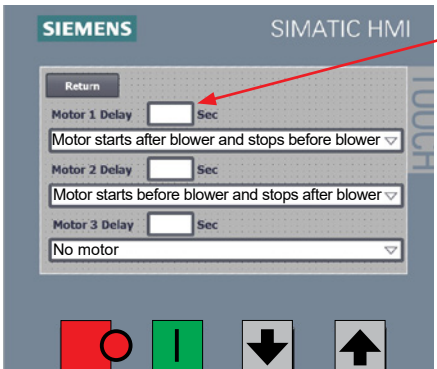 SIEMENS SIMATIC HMI
TOUCH
Return
Motor 1 Delay Sec
Motor starts after blower and stops before blower
Motor 2 Delay Sec
Motor starts before blower and stops after blower
Motor 3 Delay Sec
No motor